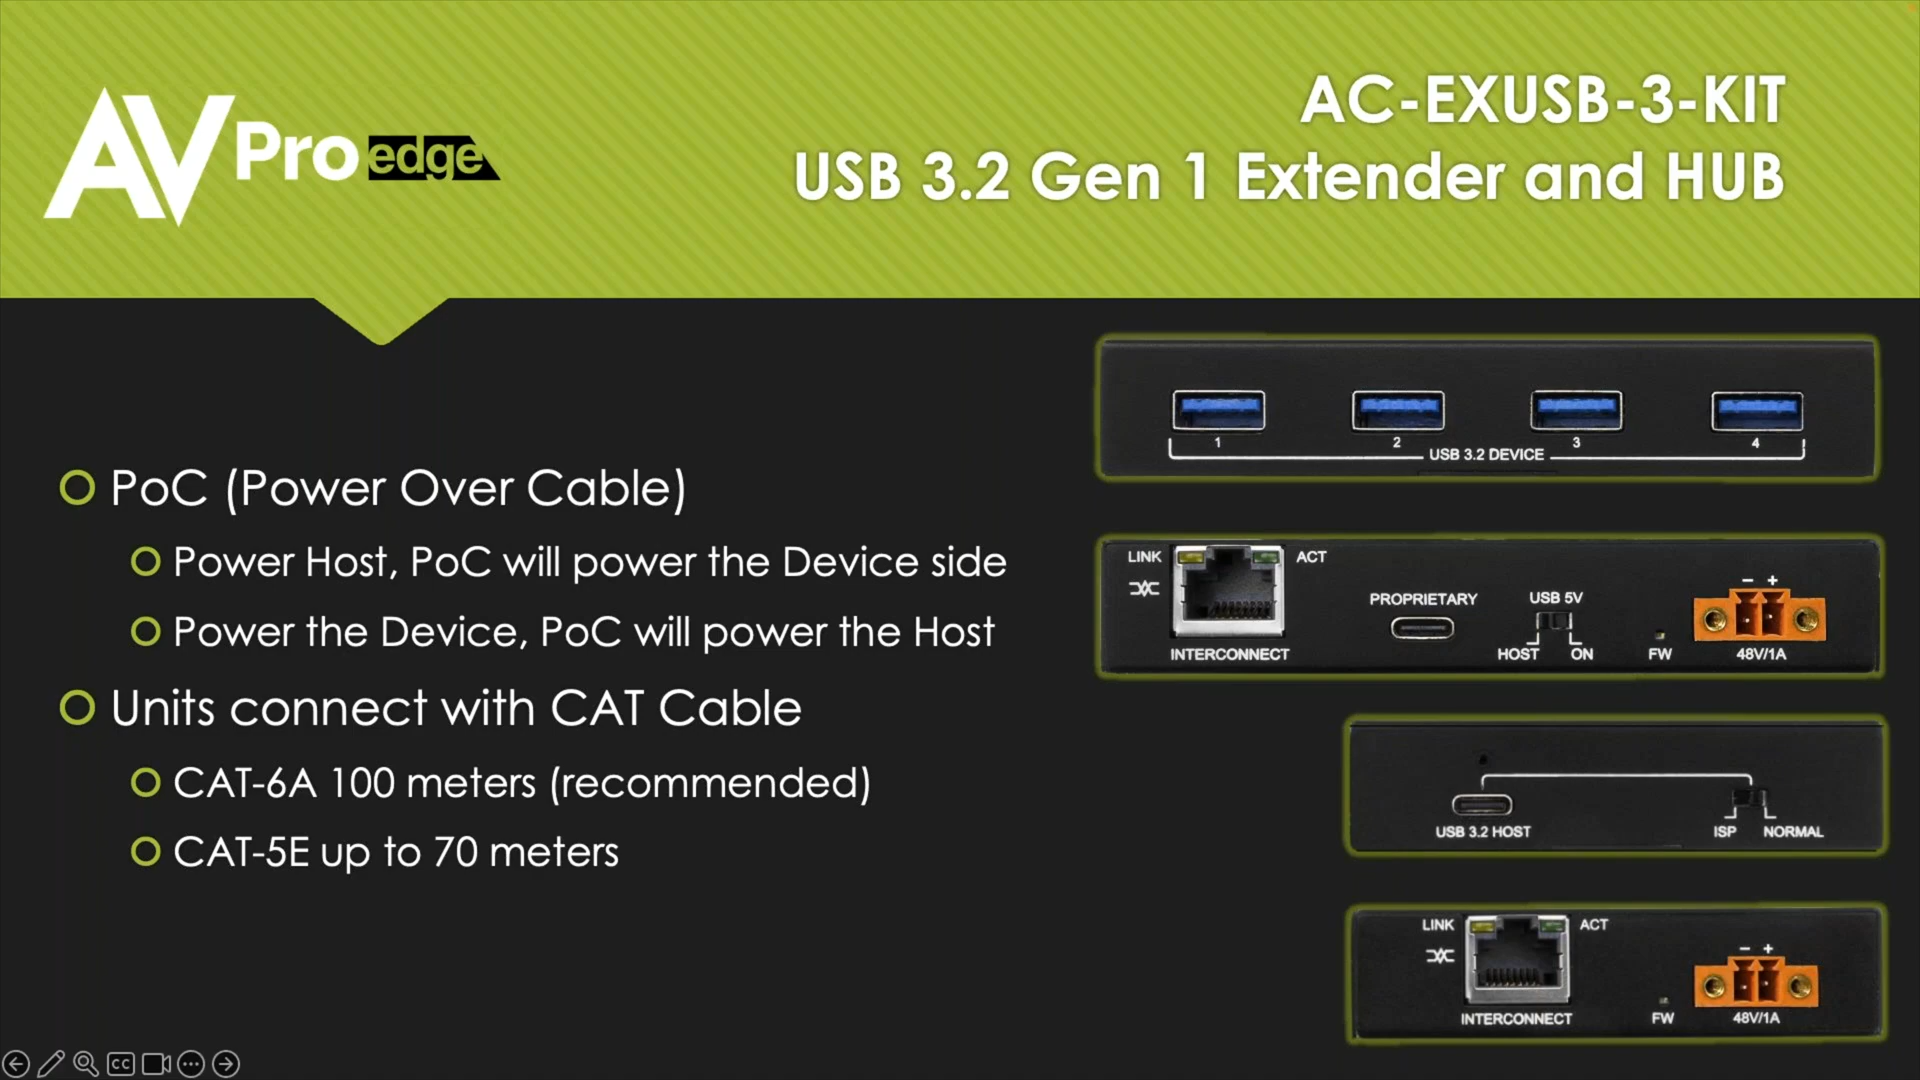 AVPro edge
AC-EXUSB-3-KIT
USB 3.2 Gen 1 Extender and HUB
PoC (Power Over Cable)
Power Host, PoC will power the Device side
Power the Device, PoC will power the Host
Units connect with CAT Cable
CAT-6A 100 meters (recommended)
CAT-5E up to 70 meters
1 2 3 4
USB 3.2 DEVICE
LINK ACT
INTERCONNECT
PROPRIETARY
USB 5V
HOST ON
FW
− +
48V/1A
USB 3.2 HOST
ISP NORMAL
LINK ACT
INTERCONNECT
FW
− +
48V/1A
CC